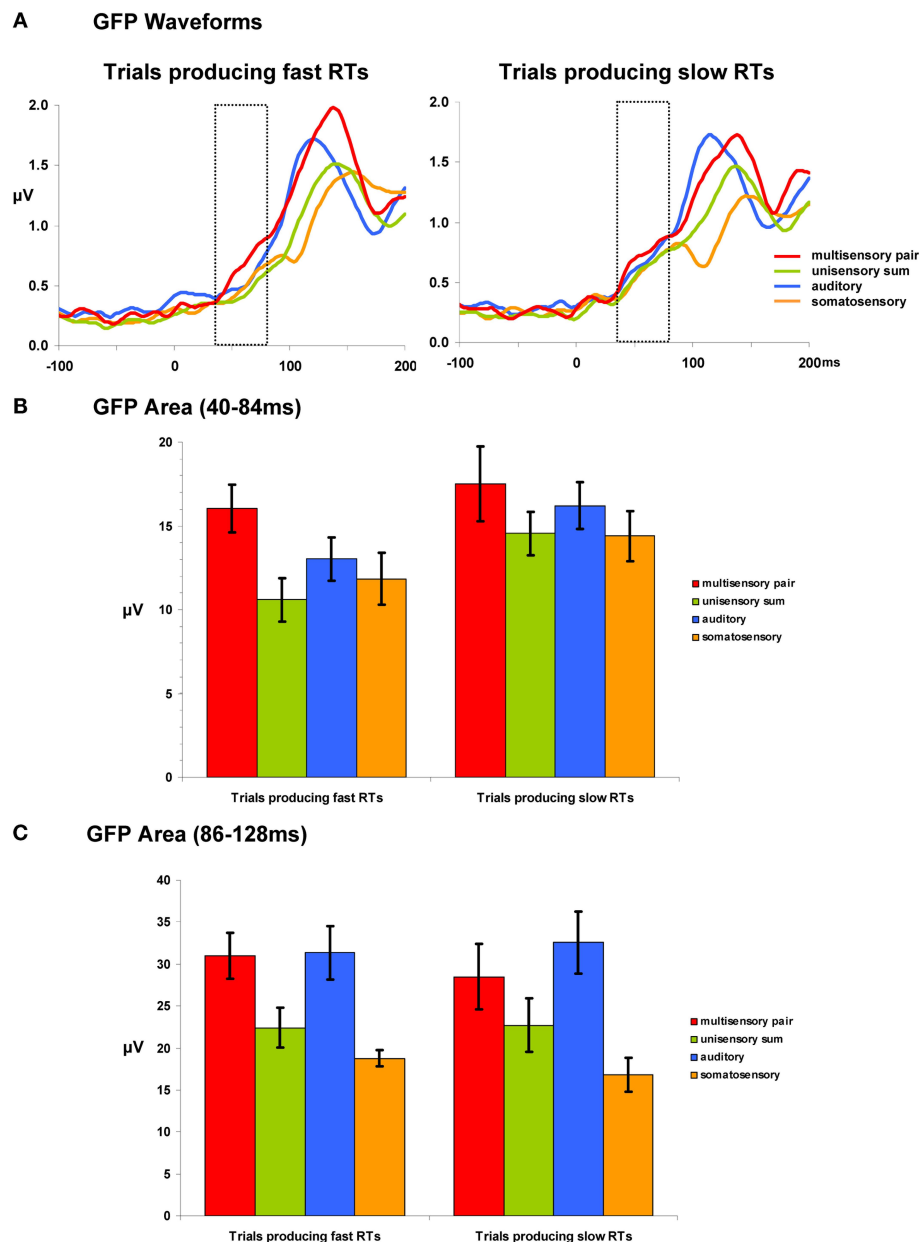 A GFP Waveforms
Trials producing fast RTs
Trials producing slow RTs
2.0
1.5
µV
1.0
0.5
0.0
-100 0 100 200
2.0
1.5
1.0
0.5
0.0
-100 0 100 200ms
multisensory pair
unisensory sum
auditory
somatosensory
B GFP Area (40-84ms)
20
15
µV
10
5
0
Trials producing fast RTs
Trials producing slow RTs
multisensory pair
unisensory sum
auditory
somatosensory
C GFP Area (86-128ms)
40
35
30
25
µV
20
15
10
5
0
Trials producing fast RTs
Trials producing slow RTs
multisensory pair
unisensory sum
auditory
somatosensory